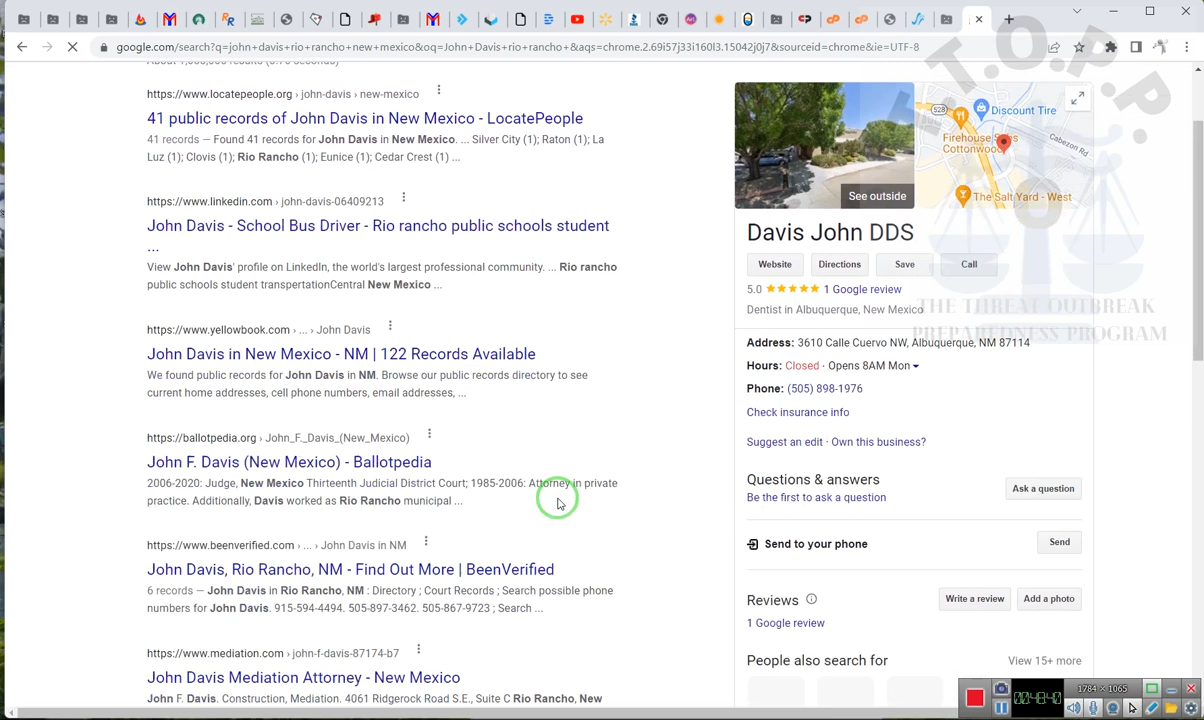 google.com/search?q=john+davis+rio+rancho+new+mexico&oq=John+Davis+rio+rancho+&aqs=chrome.2.69i57j33i160l3.15042j0j7&sourceid=chrome&ie=UTF-8
T.O.P.P.
https://www.locatepeople.org › john-davis › new-mexico
41 public records of John Davis in New Mexico - LocatePeople
41 records — Found 41 records for John Davis in New Mexico. ... Silver City (1); Raton (1); La
Luz (1); Clovis (1); Rio Rancho (1); Eunice (1); Cedar Crest (1) ...
https://www.linkedin.com › john-davis-06409213
John Davis - School Bus Driver - Rio rancho public schools student
...
View John Davis' profile on LinkedIn, the world's largest professional community. ... Rio rancho
public schools student transpertationCentral New Mexico ...
https://www.yellowbook.com › ... › John Davis
John Davis in New Mexico - NM | 122 Records Available
We found public records for John Davis in NM. Browse our public records directory to see
current home addresses, cell phone numbers, email addresses, ...
https://ballotpedia.org › John_F._Davis_(New_Mexico)
John F. Davis (New Mexico) - Ballotpedia
2006-2020: Judge, New Mexico Thirteenth Judicial District Court; 1985-2006: Attorney in private
practice. Additionally, Davis worked as Rio Rancho municipal ...
https://www.beenverified.com › ... › John Davis in NM
John Davis, Rio Rancho, NM - Find Out More | BeenVerified
6 records — John Davis in Rio Rancho, NM : Directory ; Court Records ; Search possible phone
numbers for John Davis. 915-594-4494. 505-897-3462. 505-867-9723 ; Search ...
https://www.mediation.com › john-f-davis-87174-b7
John Davis Mediation Attorney - New Mexico
John F. Davis. Construction, Mediation. 4061 Ridgerock Road S.E., Suite C Rio Rancho, New
See outside
528
Discount Tire
Firehouse
Cottonwood
Cabezon Rd
The Salt Yard - West
Davis John DDS
Website
Directions
Save
Call
5.0
1 Google review
Dentist in Albuquerque, New Mexico
THE THREAT OUTBREAK
PREPAREDNESS PROGRAM
Address: 3610 Calle Cuervo NW, Albuquerque, NM 87114
Hours: Closed · Opens 8AM Mon
Phone: (505) 898-1976
Check insurance info
Suggest an edit · Own this business?
Questions & answers
Be the first to ask a question
Ask a question
Send to your phone
Send
Reviews
Write a review
Add a photo
1 Google review
People also search for
View 15+ more
1784 × 1065